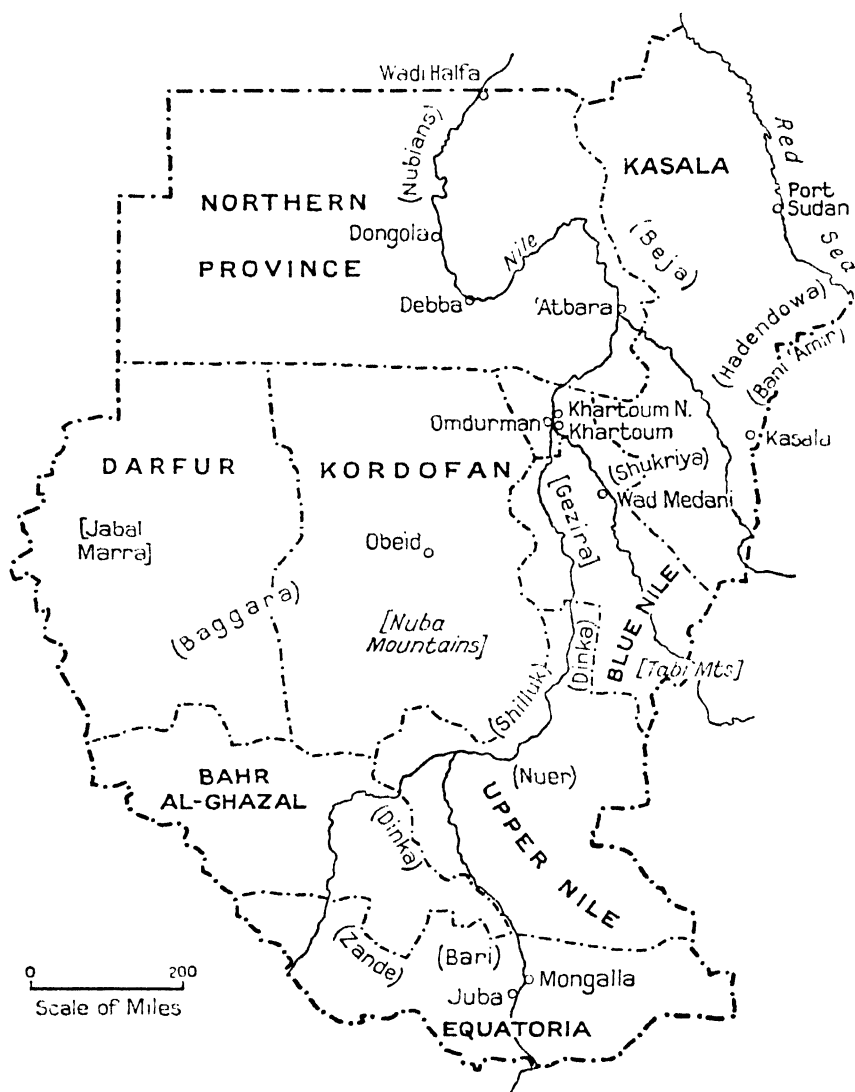 Wadi Halfa
(Nubians)
KASALA
Red
Sea
Port
Sudan
NORTHERN
PROVINCE
Dongola
Nile
(Beja)
Debba
'Atbara
(Hadendowa)
(Bani 'Amir)
Omdurman
Khartoum N.
Khartoum
Kasala
DARFUR
KORDOFAN
(Shukriya)
[Gezira]
Wad Medani
[Jabal
Marra]
Obeid
(Baggara)
[Nuba
Mountains]
(Shilluk)
(Dinka)
BLUE NILE
[Tabi Mts]
BAHR
AL-GHAZAL
(Nuer)
UPPER NILE
(Dinka)
(Zande)
(Bari)
Mongalla
Juba
EQUATORIA
0 200
Scale of Miles